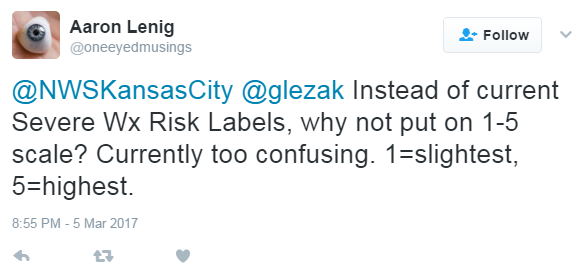 Aaron Lenig
@oneeyedmusings
Follow
@NWSKansasCity @glezak Instead of current
Severe Wx Risk Labels, why not put on 1-5
scale? Currently too confusing. 1=slightest,
5=highest.
8:55 PM - 5 Mar 2017